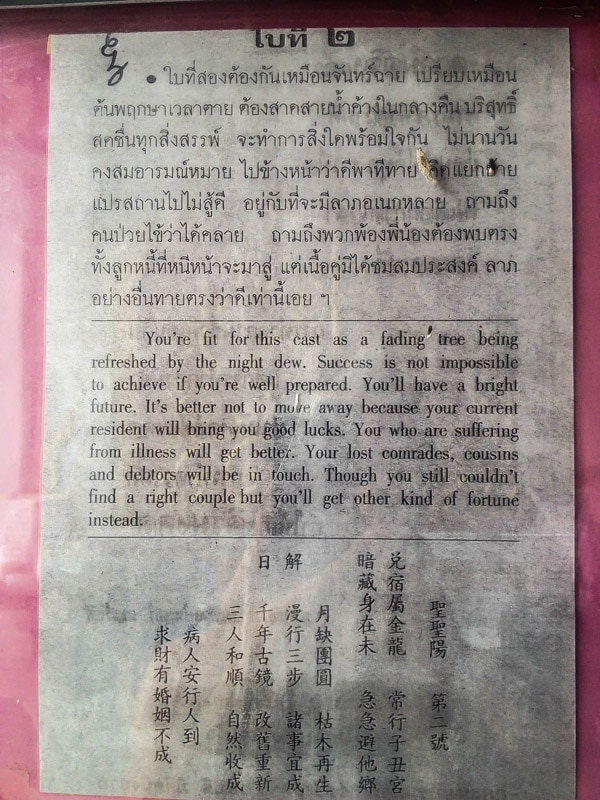 ใบที่ ๒
● ใบที่สองต้องกันเหมือนจันทร์ฉาย เปรียบเหมือน
ต้นพฤกษาเวลาตาย ต้องสาดสายน้ำค้างในกลางคืน บริสุทธิ์
สดชื่นทุกสิ่งสรรพ์ จะทำการสิ่งใดพร้อมใจกัน ไม่นานวัน
คงสมอารมณ์หมาย ไปข้างหน้าว่าดีพาทีทาย คิดแยกย้าย
แปรสถานไปไม่สู้ดี อยู่กับที่จะมีลาภอเนกหลาย ถามถึง
คนป่วยไข้ว่าได้คลาย ถามถึงพวกพ้องพี่น้องต้องพบตรง
ทั้งลูกหนี้ที่หนีหน้าจะมาสู่ แต่เนื้อคู่มิได้ชมสมประสงค์ ลาภ
อย่างอื่นทายตรงว่าดีเท่านี้เอย ฯ
You're fit for this cast as a fading tree being
refreshed by the night dew. Success is not impossible
to achieve if you're well prepared. You'll have a bright
future. It's better not to move away because your current
resident will bring you good lucks. You who are suffering
from illness will get better. Your lost comrades, cousins
and debtors will be in touch. Though you still couldn't
find a right couple but you'll get other kind of fortune
instead.
聖聖陽 第二號
兌宿屬金龍 常行子丑宮
暗藏身在未 急急避他鄉
月缺團圓 枯木再生
解 漫行三步 諸事宜成
日 千年古鏡 改舊重新
三人和順 自然收成
病人安行人到
求財有婚姻不成